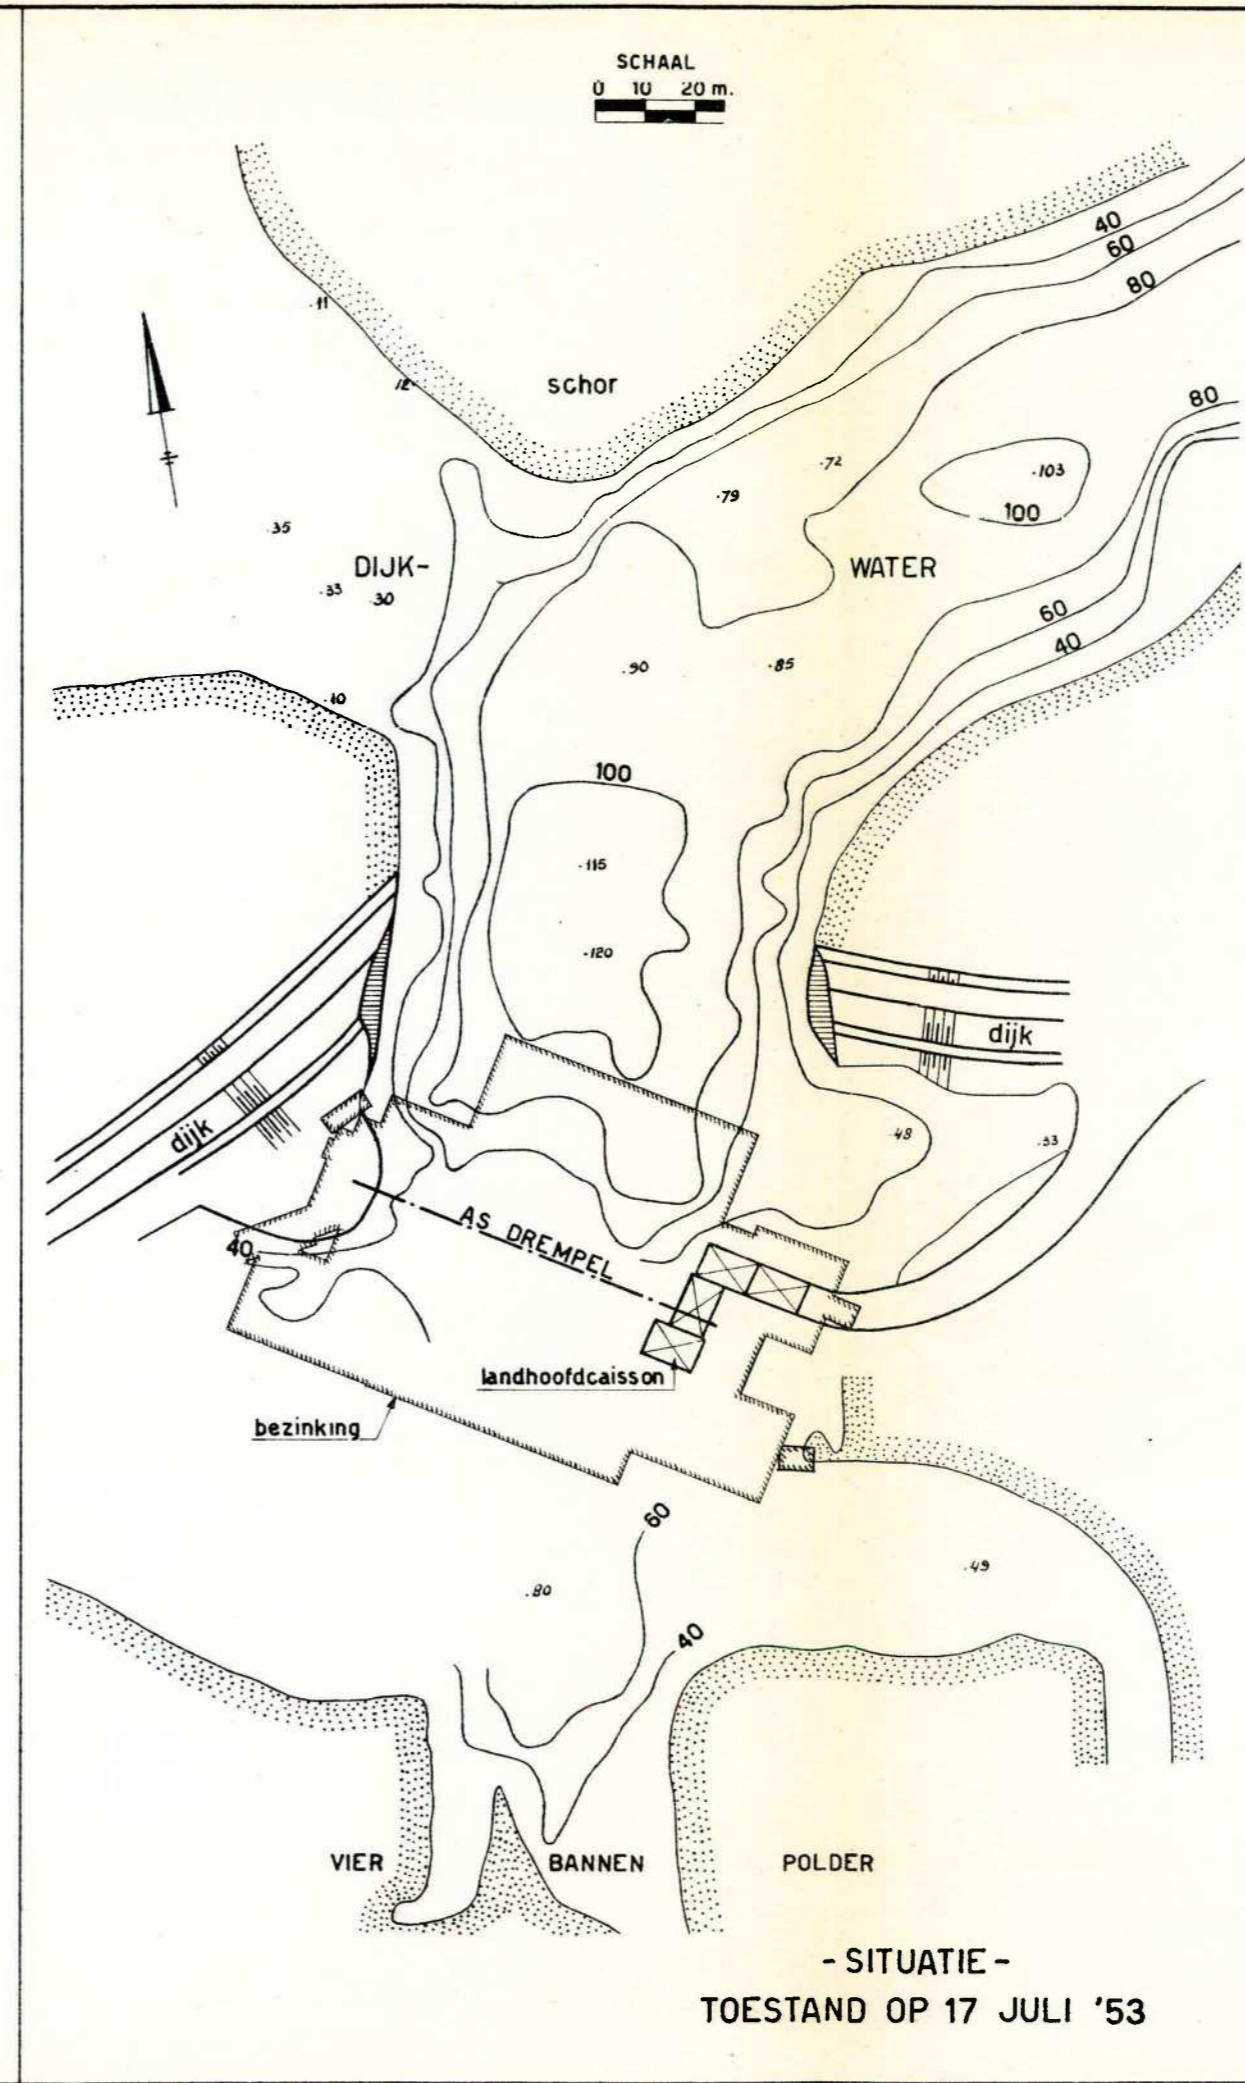 SCHAAL
0 10 20 m.
40
60
80
11
12
schor
80
72
103
79
100
35
DIJK-
WATER
33
30
60
40
90
85
10
100
115
120
dijk
dijk
48
53
AS DREMPEL
40
landhoofdcaisson
bezinking
60
80
49
40
VIER BANNEN POLDER
- SITUATIE -
TOESTAND OP 17 JULI '53